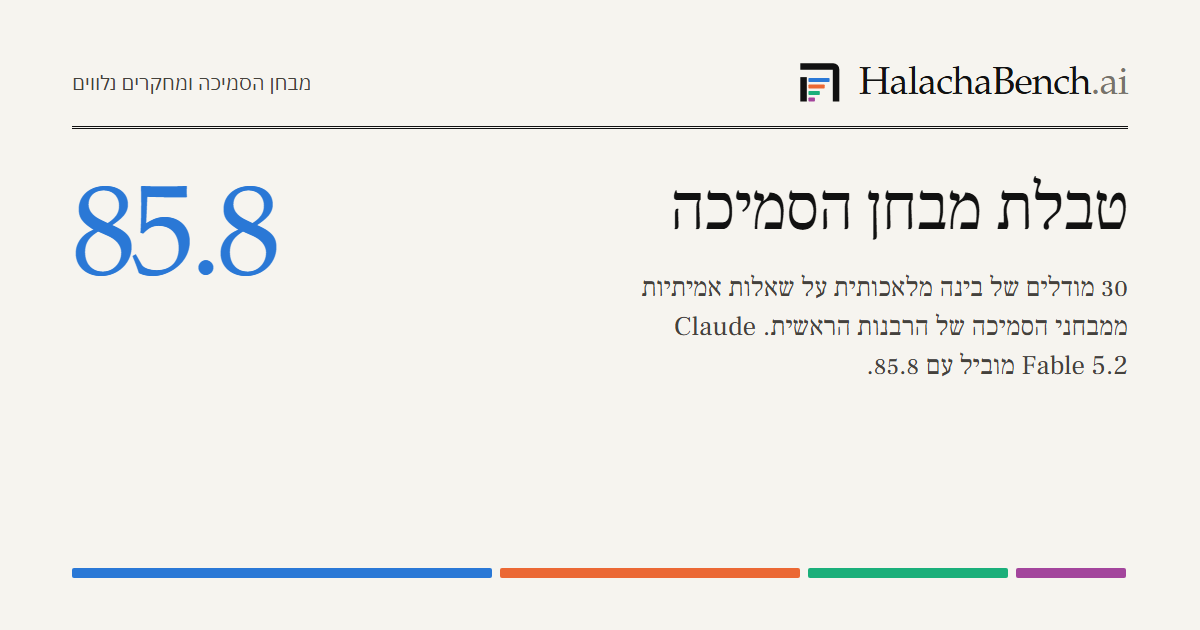 HalachaBench.ai
מבחן הסמיכה ומחקרים נלווים
טבלת מבחן הסמיכה
85.8
30 מודלים של בינה מלאכותית על שאלות אמיתיות
ממבחני הסמיכה של הרבנות הראשית. Claude
Fable 5.2 מוביל עם 85.8.